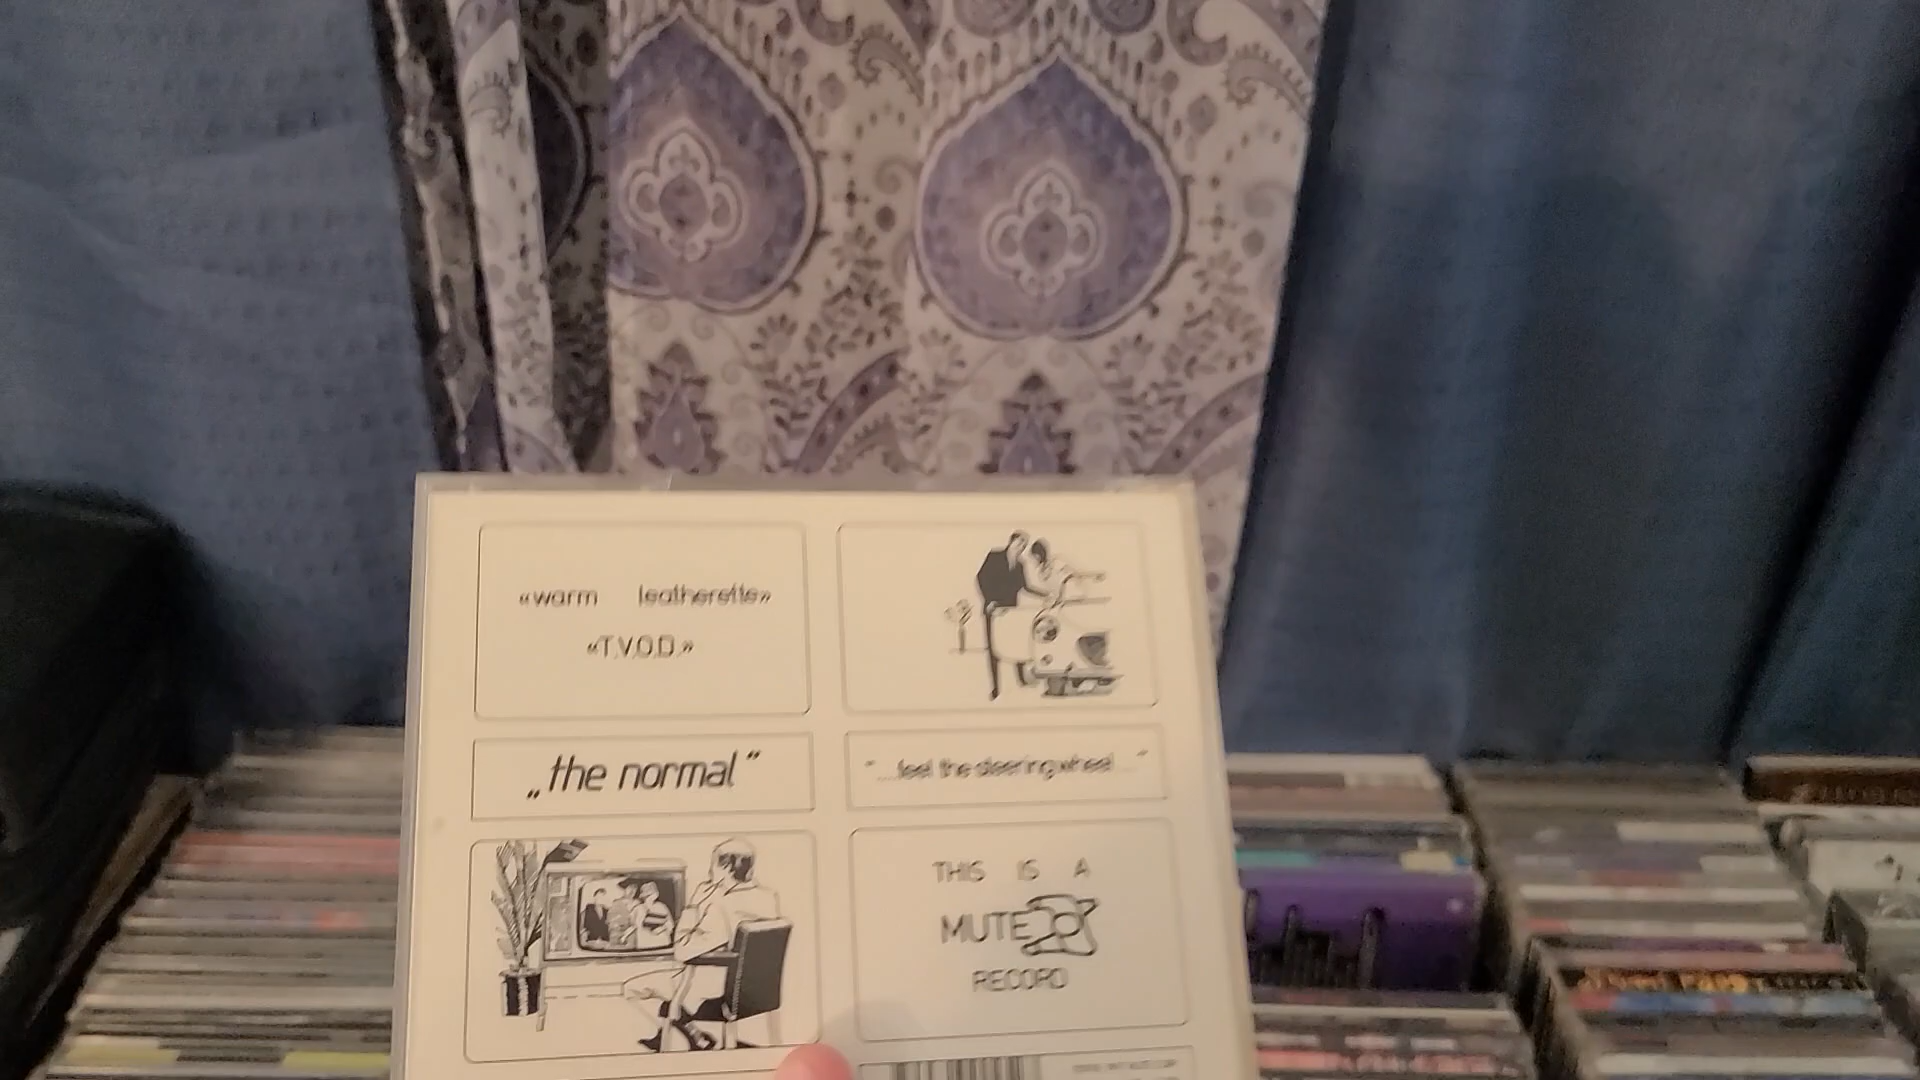 «warm leatherette»
«T.V.O.D.»
„the normal”
"...feel the steering wheel..."
THIS IS A
MUTE
RECORD